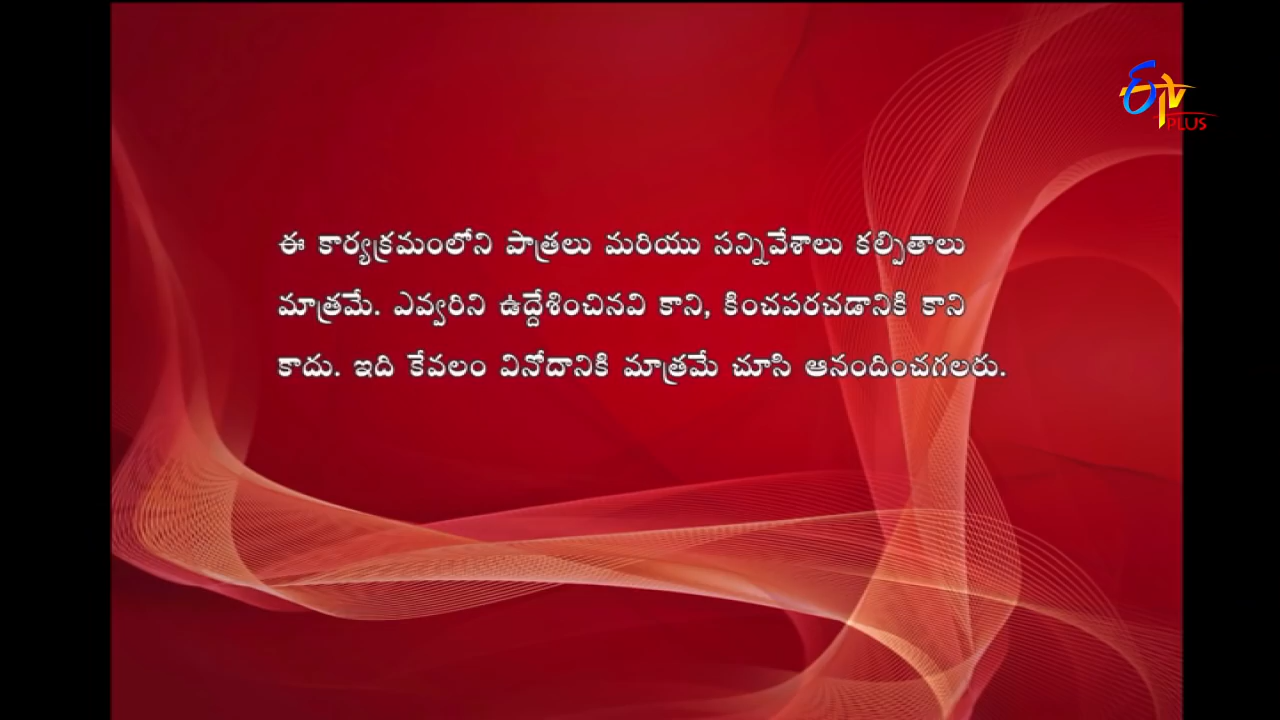 ETV
PLUS
ఈ కార్యక్రమంలోని పాత్రలు మరియు సన్నివేశాలు కల్పితాలు
మాత్రమే. ఎవ్వరిని ఉద్దేశించినవి కాని, కించపరచడానికి కాని
కాదు. ఇది కేవలం వినోదానికి మాత్రమే చూసి ఆనందించగలరు.